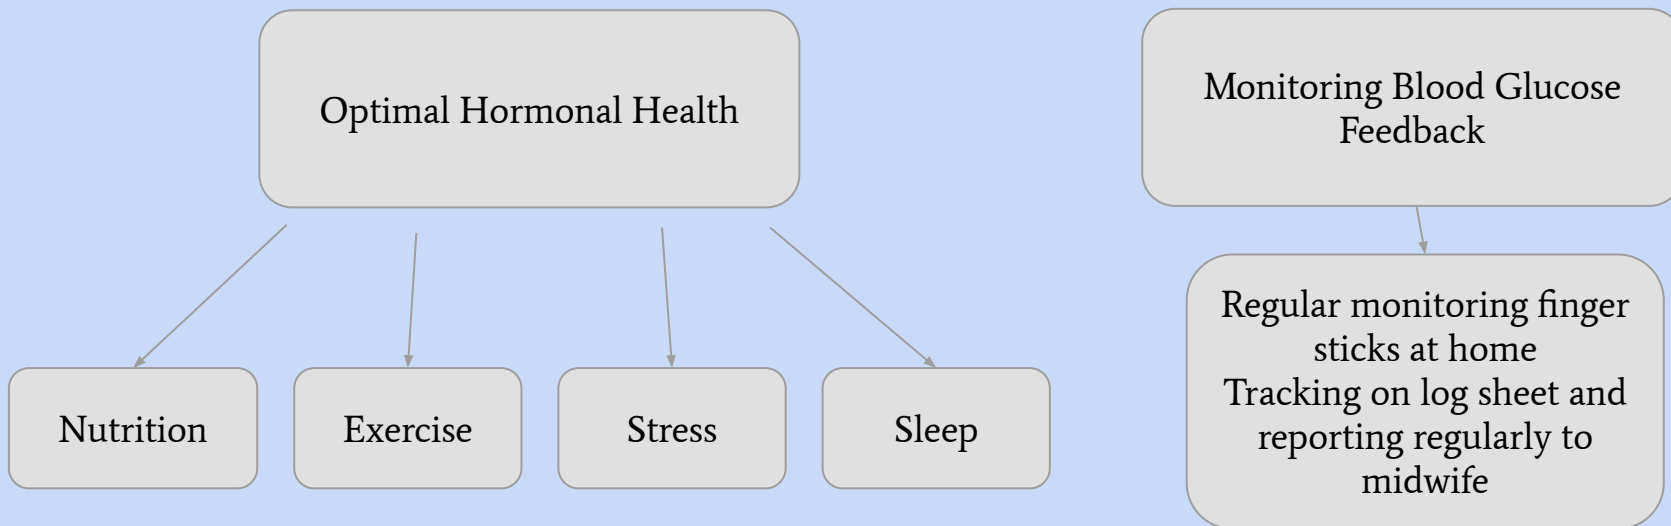 Optimal Hormonal Health
Monitoring Blood Glucose
Feedback
Nutrition
Exercise
Stress
Sleep
Regular monitoring finger
sticks at home
Tracking on log sheet and
reporting regularly to
midwife